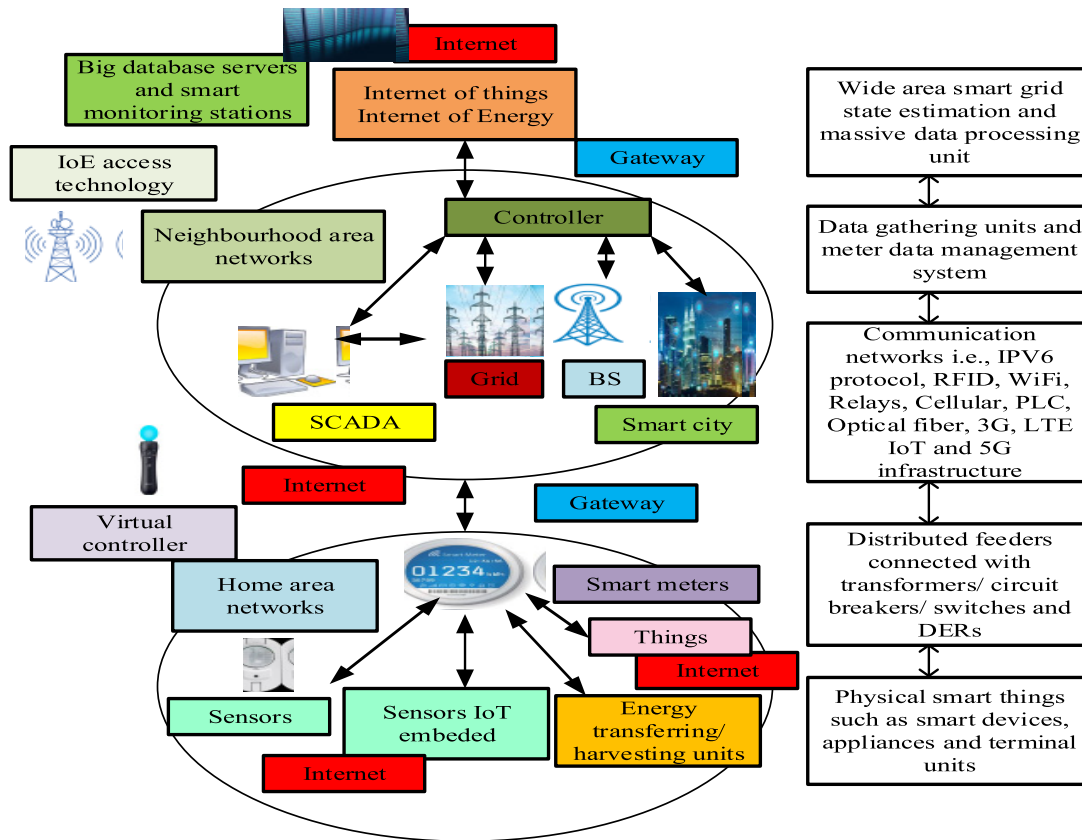 Internet
Big database servers
and smart
monitoring stations
Internet of things
Internet of Energy
Gateway
IoE access
technology
Neighbourhood area
networks
Controller
Grid
BS
SCADA
Smart city
Internet
Gateway
Virtual
controller
Home area
networks
Smart Meter
01234
Smart meters
Things
Internet
Sensors
Sensors IoT
embeded
Energy
transferring/
harvesting units
Internet
Wide area smart grid
state estimation and
massive data processing
unit
Data gathering units and
meter data management
system
Communication
networks i.e., IPV6
protocol, RFID, WiFi,
Relays, Cellular, PLC,
Optical fiber, 3G, LTE
IoT and 5G
infrastructure
Distributed feeders
connected with
transformers/ circuit
breakers/ switches and
DERs
Physical smart things
such as smart devices,
appliances and terminal
units